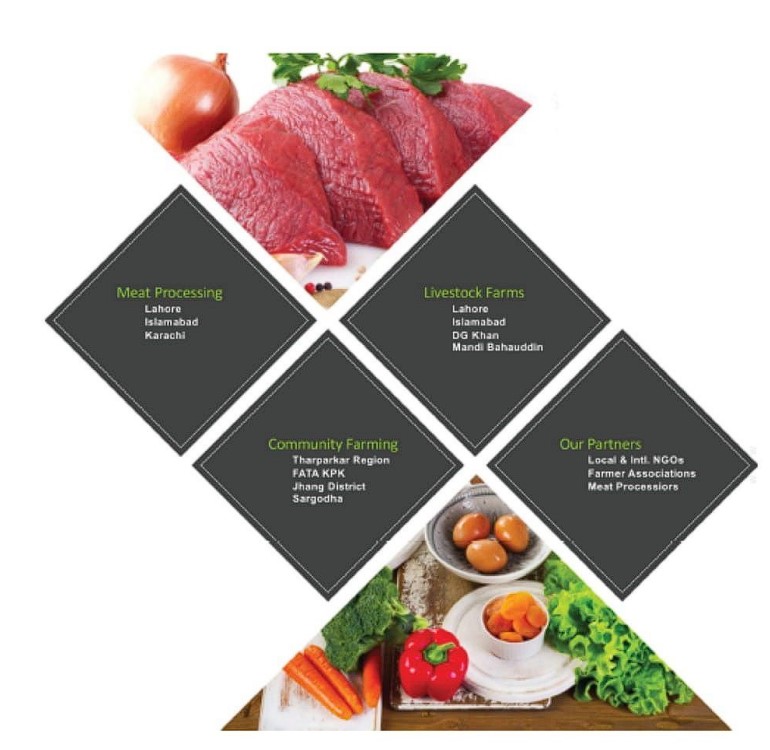 Meat Processing
Lahore
Islamabad
Karachi
Livestock Farms
Lahore
Islamabad
DG Khan
Mandi Bahauddin
Community Farming
Tharparkar Region
FATA KPK
Jhang District
Sargodha
Our Partners
Local & Intl. NGOs
Farmer Associations
Meat Processiors